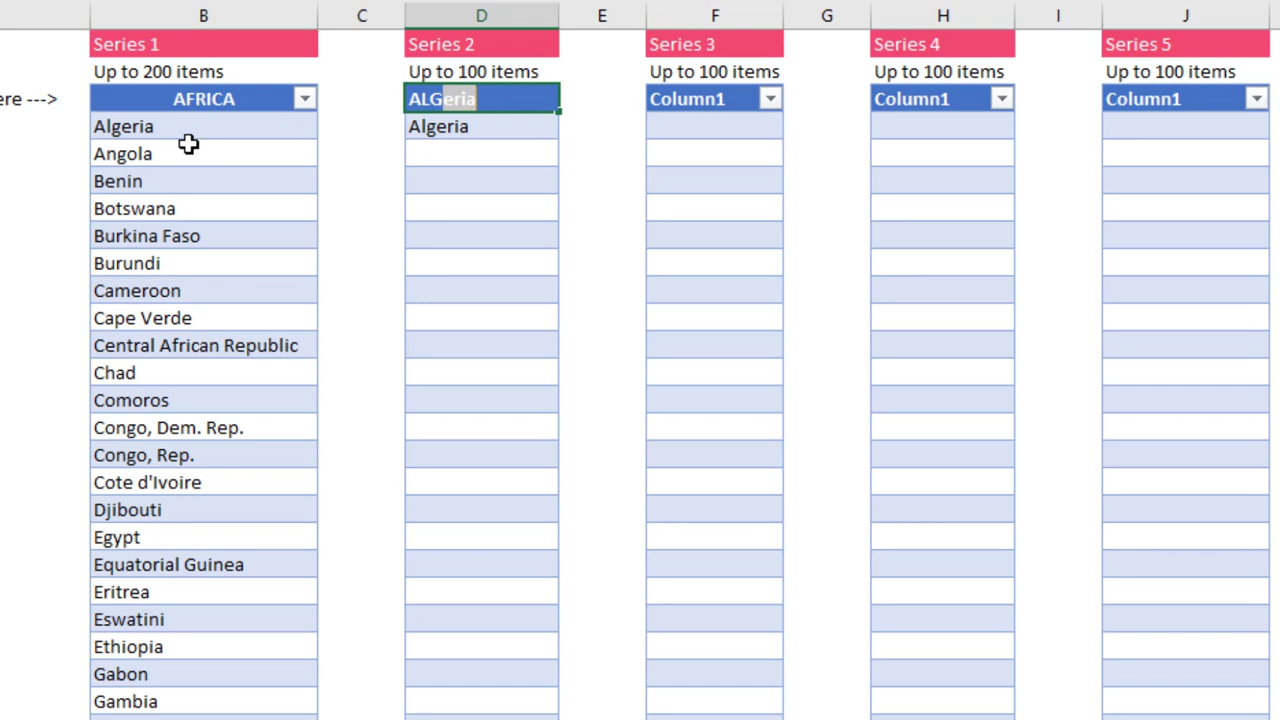 B C D E F G H I J
Series 1 Series 2 Series 3 Series 4 Series 5
Up to 200 items Up to 100 items Up to 100 items Up to 100 items Up to 100 items
ere ---> AFRICA ALGeria Column1 Column1 Column1
Algeria Algeria
Angola
Benin
Botswana
Burkina Faso
Burundi
Cameroon
Cape Verde
Central African Republic
Chad
Comoros
Congo, Dem. Rep.
Congo, Rep.
Cote d'Ivoire
Djibouti
Egypt
Equatorial Guinea
Eritrea
Eswatini
Ethiopia
Gabon
Gambia